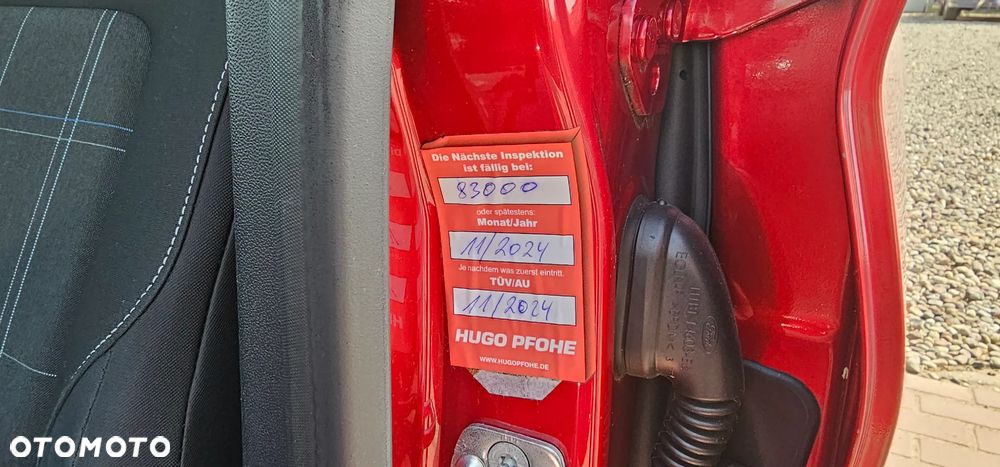 Die Nächste Inspektion
ist fällig bei:
83000
oder spätestens:
Monat/Jahr
11/2024
Je nachdem was zuerst eintritt.
TÜV/AU
11/2024
HUGO PFOHE
WWW.HUGOPFOHE.DE
Ford
OTOMOTO